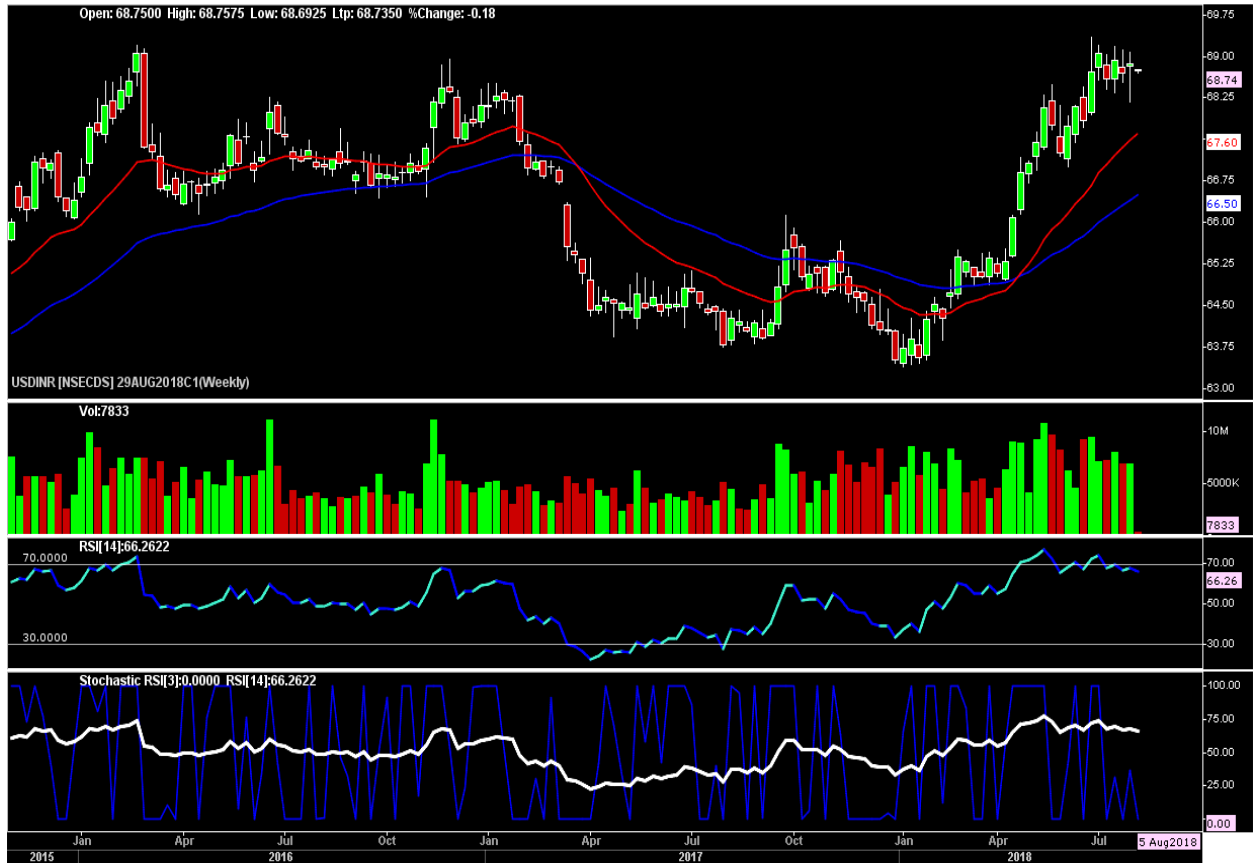 Open: 68.7500 High: 68.7575 Low: 68.6925 Ltp: 68.7350 %Change: -0.18
69.75
69.00
68.74
68.25
67.60
66.75
66.50
66.00
65.25
64.50
63.75
63.00
USDINR [NSECDS] 29AUG2018C1(Weekly)
Vol:7833
10M
5000K
7833
RSI[14]:66.2622
70.0000
70.00
66.26
50.00
30.0000
30.00
Stochastic RSI[3]:0.0000 RSI[14]:66.2622
100.00
75.00
50.00
25.00
0.00
Jan Apr Jul Oct Jan Apr Jul Oct Jan Apr Jul 5 Aug2018
2015 2016 2017 2018